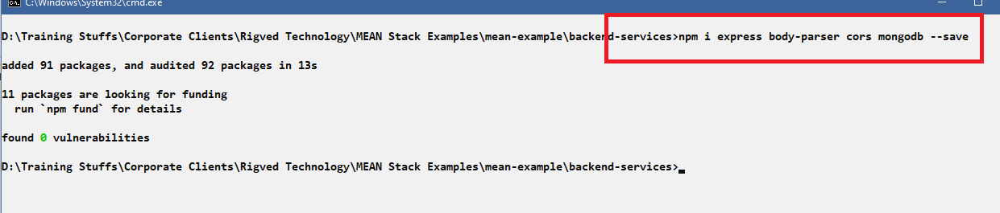 C:\Windows\System32\cmd.exe
D:\Training Stuffs\Corporate Clients\Rigved Technology\MEAN Stack Examples\mean-example\backend-services>npm i express body-parser cors mongodb --save
added 91 packages, and audited 92 packages in 13s
11 packages are looking for funding
  run `npm fund` for details
found 0 vulnerabilities
D:\Training Stuffs\Corporate Clients\Rigved Technology\MEAN Stack Examples\mean-example\backend-services>